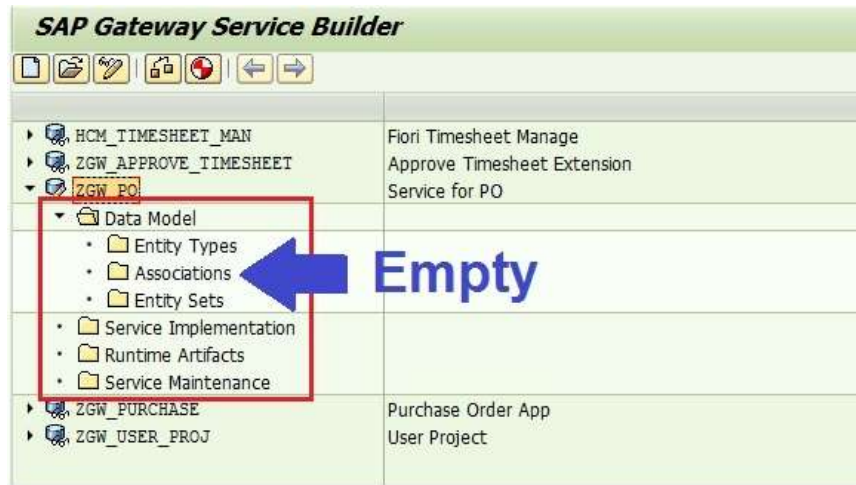 SAP Gateway Service Builder
HCM_TIMESHEET_MAN Fiori Timesheet Manage
ZGW_APPROVE_TIMESHEET Approve Timesheet Extension
ZGW_PO Service for PO
Data Model
Entity Types
Associations Empty
Entity Sets
Service Implementation
Runtime Artifacts
Service Maintenance
ZGW_PURCHASE Purchase Order App
ZGW_USER_PROJ User Project